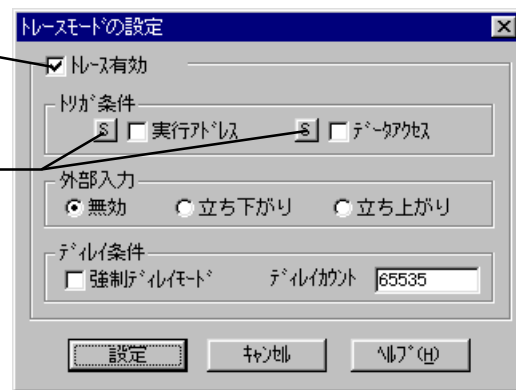 トレースモードの設定
トレース有効
トリガ条件
S 実行アドレス S データアクセス
外部入力
無効 立ち下がり 立ち上がり
ディレイ条件
強制ディレイモード ディレイカウント 65535
設定 キャンセル ヘルプ(H)